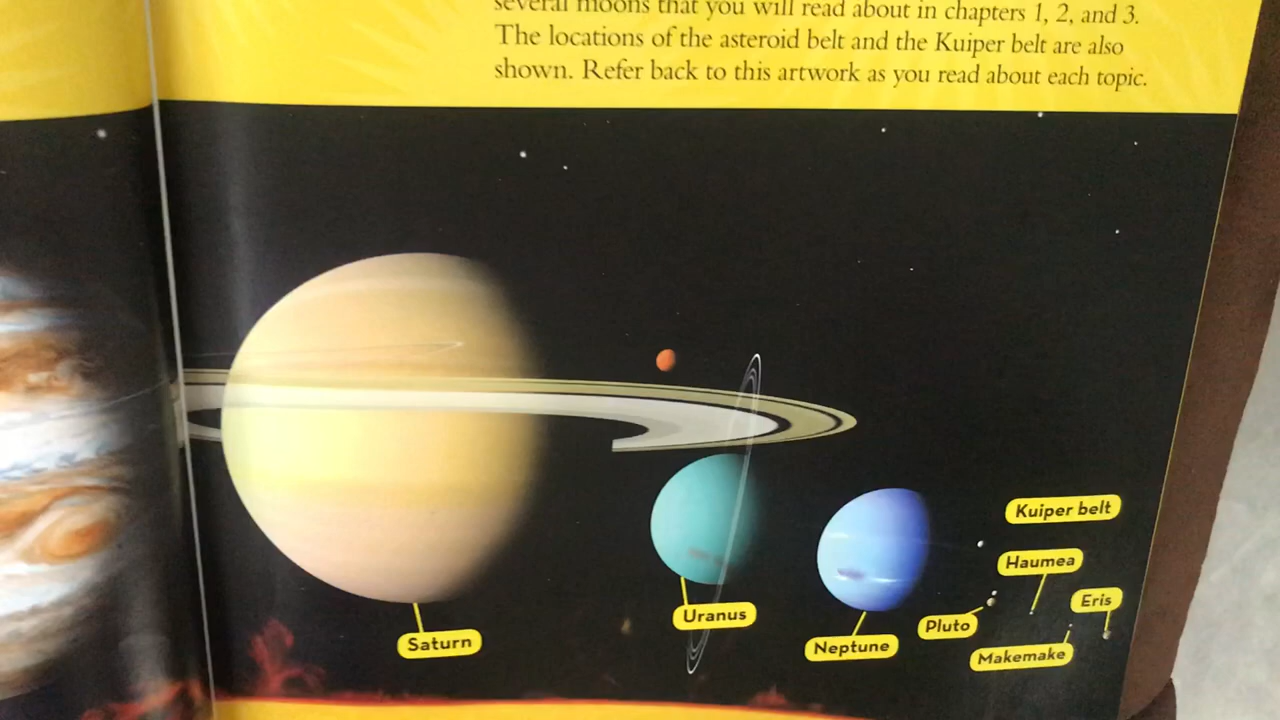 several moons that you will read about in chapters 1, 2, and 3.
The locations of the asteroid belt and the Kuiper belt are also
shown. Refer back to this artwork as you read about each topic.
Kuiper belt
Haumea
Eris
Pluto
Makemake
Uranus
Neptune
Saturn